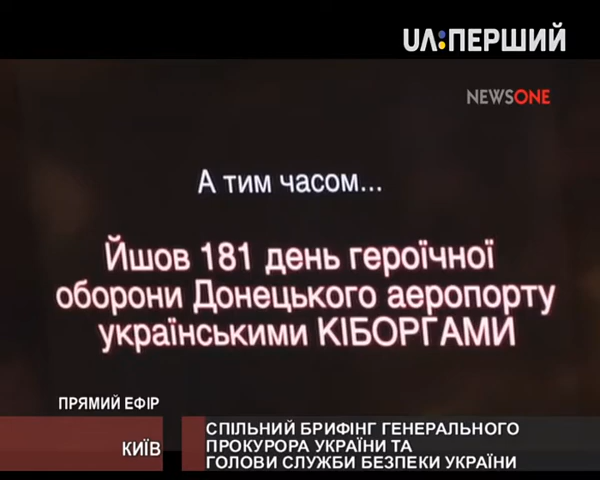 UA:ПЕРШИЙ
NEWSONE
А тим часом...
Йшов 181 день героїчної
оборони Донецького аеропорту
українськими КІБОРГАМИ
ПРЯМИЙ ЕФІР
КИЇВ
СПІЛЬНИЙ БРИФІНГ ГЕНЕРАЛЬНОГО
ПРОКУРОРА УКРАЇНИ ТА
ГОЛОВИ СЛУЖБИ БЕЗПЕКИ УКРАЇНИ